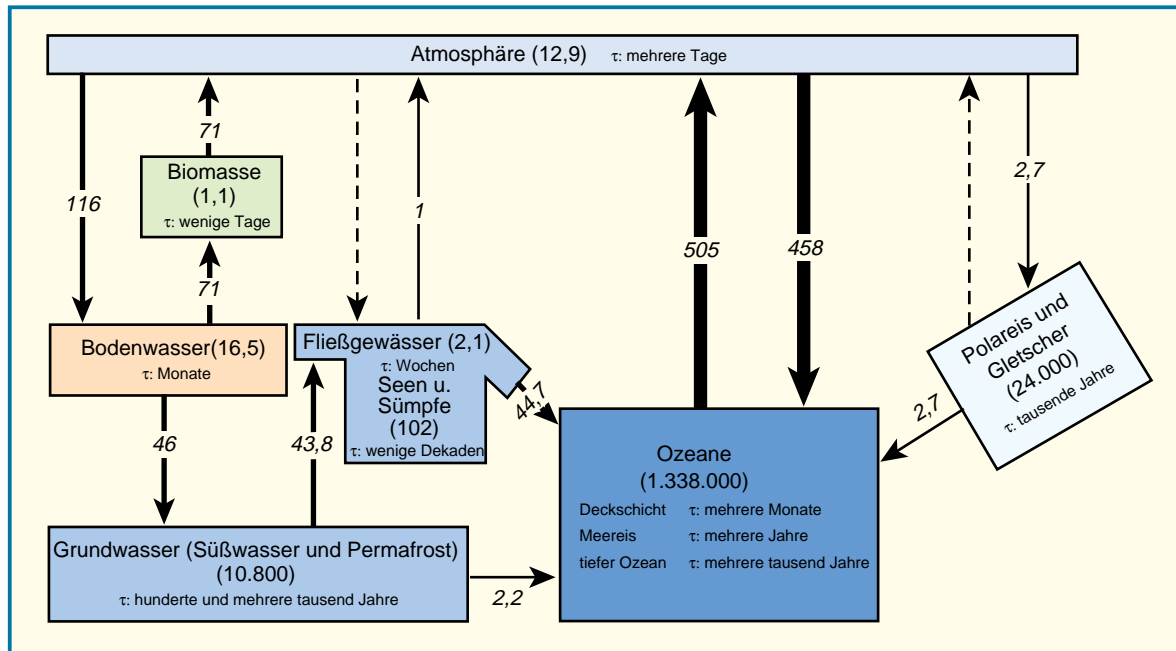 Atmosphäre (12,9) τ: mehrere Tage
116
71
Biomasse
(1,1)
τ: wenige Tage
71
1
505
458
2,7
Bodenwasser(16,5)
τ: Monate
Fließgewässer (2,1)
τ: Wochen
Seen u.
Sümpfe
(102)
τ: wenige Dekaden
44,7
Polareis und
Gletscher
(24.000)
τ: tausende Jahre
2,7
46
43,8
Ozeane
(1.338.000)
Deckschicht τ: mehrere Monate
Meereis τ: mehrere Jahre
tiefer Ozean τ: mehrere tausend Jahre
Grundwasser (Süßwasser und Permafrost)
(10.800)
τ: hunderte und mehrere tausend Jahre
2,2